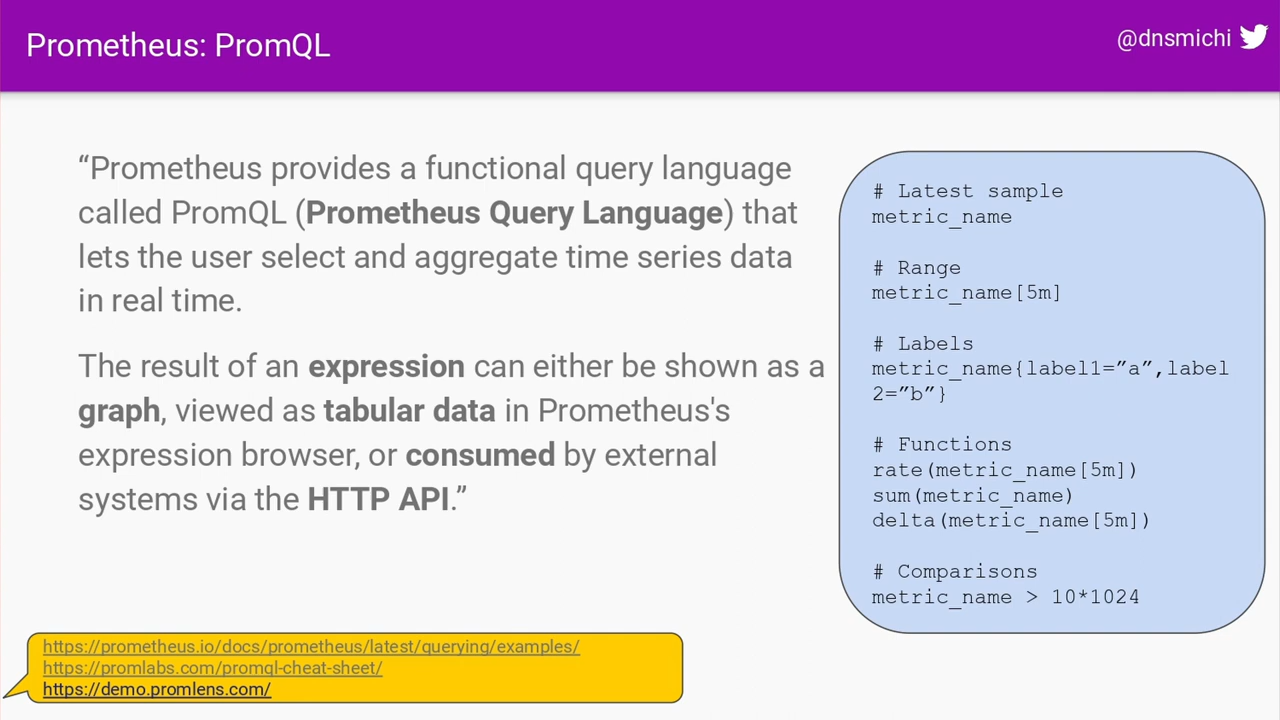 Prometheus: PromQL
@dnsmichi
“Prometheus provides a functional query language
called PromQL (Prometheus Query Language) that
lets the user select and aggregate time series data
in real time.
The result of an expression can either be shown as a
graph, viewed as tabular data in Prometheus's
expression browser, or consumed by external
systems via the HTTP API.”
# Latest sample
metric_name
# Range
metric_name[5m]
# Labels
metric_name{label1=”a”,label
2=”b”}
# Functions
rate(metric_name[5m])
sum(metric_name)
delta(metric_name[5m])
# Comparisons
metric_name > 10*1024
https://prometheus.io/docs/prometheus/latest/querying/examples/
https://promlabs.com/promql-cheat-sheet/
https://demo.promlens.com/